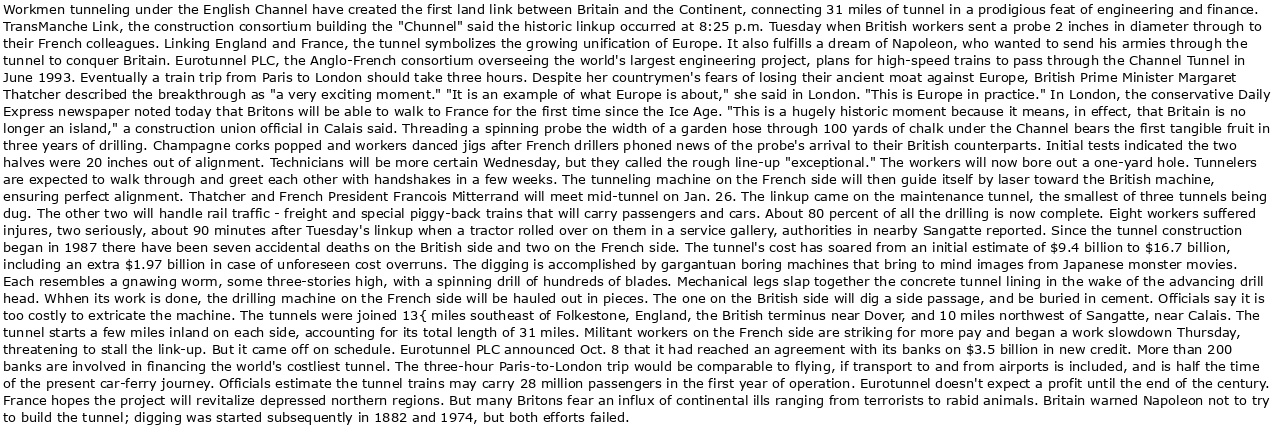 Workmen tunneling under the English Channel have created the first land link between Britain and the Continent, connecting 31 miles of tunnel in a prodigious feat of engineering and finance.
TransManche Link, the construction consortium building the "Chunnel" said the historic linkup occurred at 8:25 p.m. Tuesday when British workers sent a probe 2 inches in diameter through to
their French colleagues. Linking England and France, the tunnel symbolizes the growing unification of Europe. It also fulfills a dream of Napoleon, who wanted to send his armies through the
tunnel to conquer Britain. Eurotunnel PLC, the Anglo-French consortium overseeing the world's largest engineering project, plans for high-speed trains to pass through the Channel Tunnel in
June 1993. Eventually a train trip from Paris to London should take three hours. Despite her countrymen's fears of losing their ancient moat against Europe, British Prime Minister Margaret
Thatcher described the breakthrough as "a very exciting moment." "It is an example of what Europe is about," she said in London. "This is Europe in practice." In London, the conservative Daily
Express newspaper noted today that Britons will be able to walk to France for the first time since the Ice Age. "This is a hugely historic moment because it means, in effect, that Britain is no
longer an island," a construction union official in Calais said. Threading a spinning probe the width of a garden hose through 100 yards of chalk under the Channel bears the first tangible fruit in
three years of drilling. Champagne corks popped and workers danced jigs after French drillers phoned news of the probe's arrival to their British counterparts. Initial tests indicated the two
halves were 20 inches out of alignment. Technicians will be more certain Wednesday, but they called the rough line-up "exceptional." The workers will now bore out a one-yard hole. Tunnelers
are expected to walk through and greet each other with handshakes in a few weeks. The tunneling machine on the French side will then guide itself by laser toward the British machine,
ensuring perfect alignment. Thatcher and French President Francois Mitterrand will meet mid-tunnel on Jan. 26. The linkup came on the maintenance tunnel, the smallest of three tunnels being
dug. The other two will handle rail traffic - freight and special piggy-back trains that will carry passengers and cars. About 80 percent of all the drilling is now complete. Eight workers suffered
injures, two seriously, about 90 minutes after Tuesday's linkup when a tractor rolled over on them in a service gallery, authorities in nearby Sangatte reported. Since the tunnel construction
began in 1987 there have been seven accidental deaths on the British side and two on the French side. The tunnel's cost has soared from an initial estimate of $9.4 billion to $16.7 billion,
including an extra $1.97 billion in case of unforeseen cost overruns. The digging is accomplished by gargantuan boring machines that bring to mind images from Japanese monster movies.
Each resembles a gnawing worm, some three-stories high, with a spinning drill of hundreds of blades. Mechanical legs slap together the concrete tunnel lining in the wake of the advancing drill
head. Whhen its work is done, the drilling machine on the French side will be hauled out in pieces. The one on the British side will dig a side passage, and be buried in cement. Officials say it is
too costly to extricate the machine. The tunnels were joined 13{ miles southeast of Folkestone, England, the British terminus near Dover, and 10 miles northwest of Sangatte, near Calais. The
tunnel starts a few miles inland on each side, accounting for its total length of 31 miles. Militant workers on the French side are striking for more pay and began a work slowdown Thursday,
threatening to stall the link-up. But it came off on schedule. Eurotunnel PLC announced Oct. 8 that it had reached an agreement with its banks on $3.5 billion in new credit. More than 200
banks are involved in financing the world's costliest tunnel. The three-hour Paris-to-London trip would be comparable to flying, if transport to and from airports is included, and is half the time
of the present car-ferry journey. Officials estimate the tunnel trains may carry 28 million passengers in the first year of operation. Eurotunnel doesn't expect a profit until the end of the century.
France hopes the project will revitalize depressed northern regions. But many Britons fear an influx of continental ills ranging from terrorists to rabid animals. Britain warned Napoleon not to try
to build the tunnel; digging was started subsequently in 1882 and 1974, but both efforts failed.